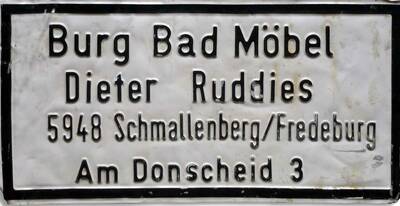 Burg Bad Möbel
Dieter Ruddies
5948 Schmallenberg/Fredeburg
Am Donscheid 3